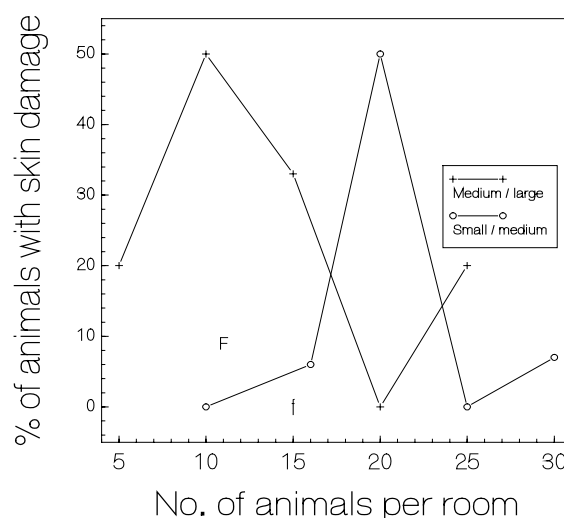 % of animals with skin damage
50
40
30
20
10
0
F
f
Medium / large
Small / medium
5 10 15 20 25 30
No. of animals per room